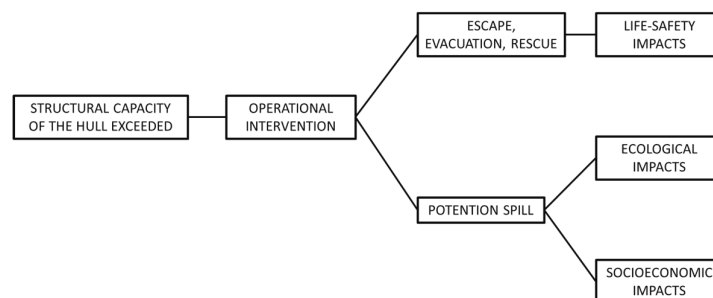 ESCAPE,
EVACUATION, RESCUE
LIFE-SAFETY
IMPACTS
STRUCTURAL CAPACITY
OF THE HULL EXCEEDED
OPERATIONAL
INTERVENTION
ECOLOGICAL
IMPACTS
POTENTION SPILL
SOCIOECONOMIC
IMPACTS